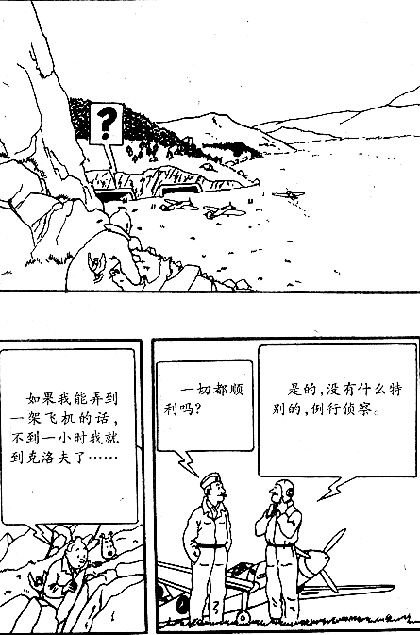 ?
如果我能弄到
一架飞机的话，
不到一小时我就
到克洛夫了……
一切都顺
利吗？
是的，没有什么特
别的，例行侦察。